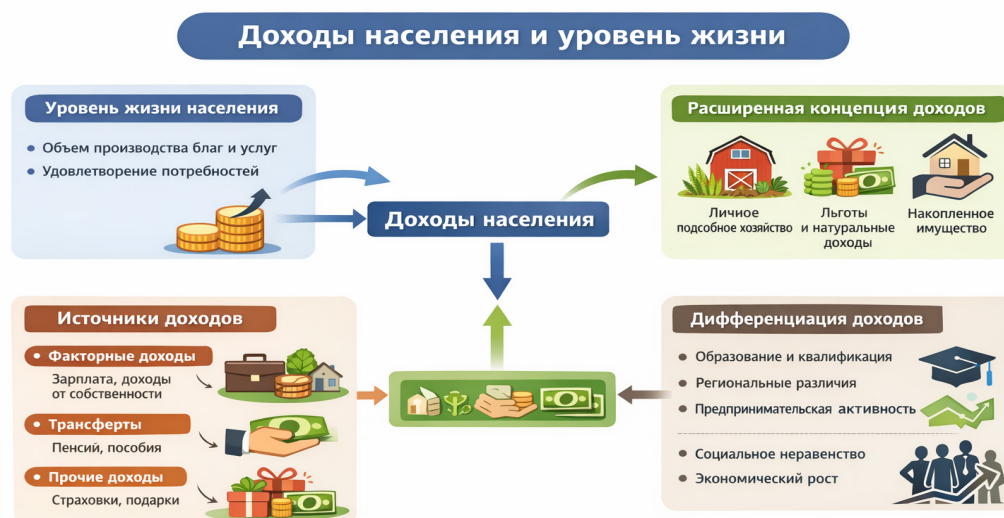 Доходы населения и уровень жизни
Уровень жизни населения
• Объем производства благ и услуг
• Удовлетворение потребностей
Доходы населения
Расширенная концепция доходов
Личное
подсобное хозяйство
Льготы
и натуральные
доходы
Накопленное
имущество
Источники доходов
• Факторные доходы
Зарплата, доходы
от собственности
• Трансферты
Пенсий, пособия
• Прочие доходы
Страховки, подарки
Дифференциация доходов
• Образование и квалификация
• Региональные различия
• Предпринимательская активность
• Социальное неравенство
• Экономический рост